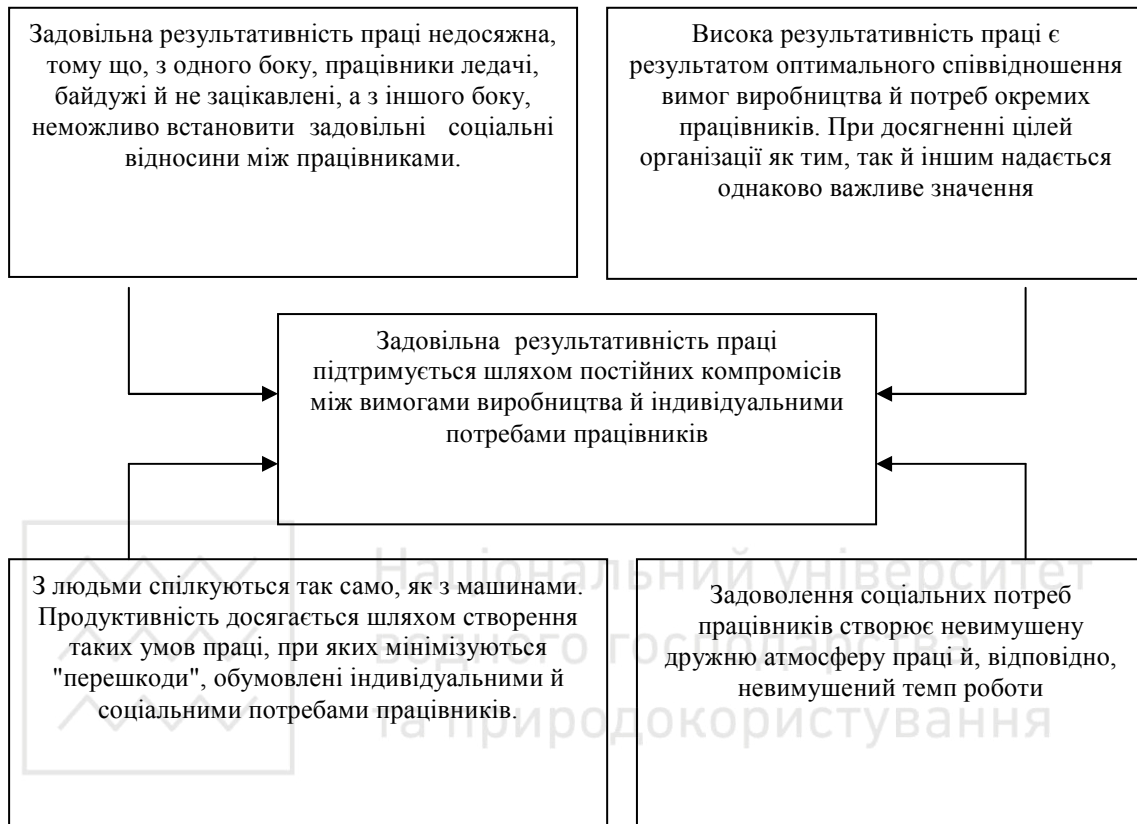 Задовільна результативність праці недосяжна,
тому що, з одного боку, працівники ледачі,
байдужі й не зацікавлені, а з іншого боку,
неможливо встановити задовільні соціальні
відносини між працівниками.
Висока результативність праці є
результатом оптимального співвідношення
вимог виробництва й потреб окремих
працівників. При досягненні цілей
організації як тим, так й іншим надається
однаково важливе значення
Задовільна результативність праці
підтримується шляхом постійних компромісів
між вимогами виробництва й індивідуальними
потребами працівників
З людьми спілкуються так само, як з машинами.
Продуктивність досягається шляхом створення
таких умов праці, при яких мінімізуються
"перешкоди", обумовлені індивідуальними й
соціальними потребами працівників.
Задоволення соціальних потреб
працівників створює невимушену
дружню атмосферу праці й, відповідно,
невимушений темп роботи
Національний університет
водного господарства
та природокористування